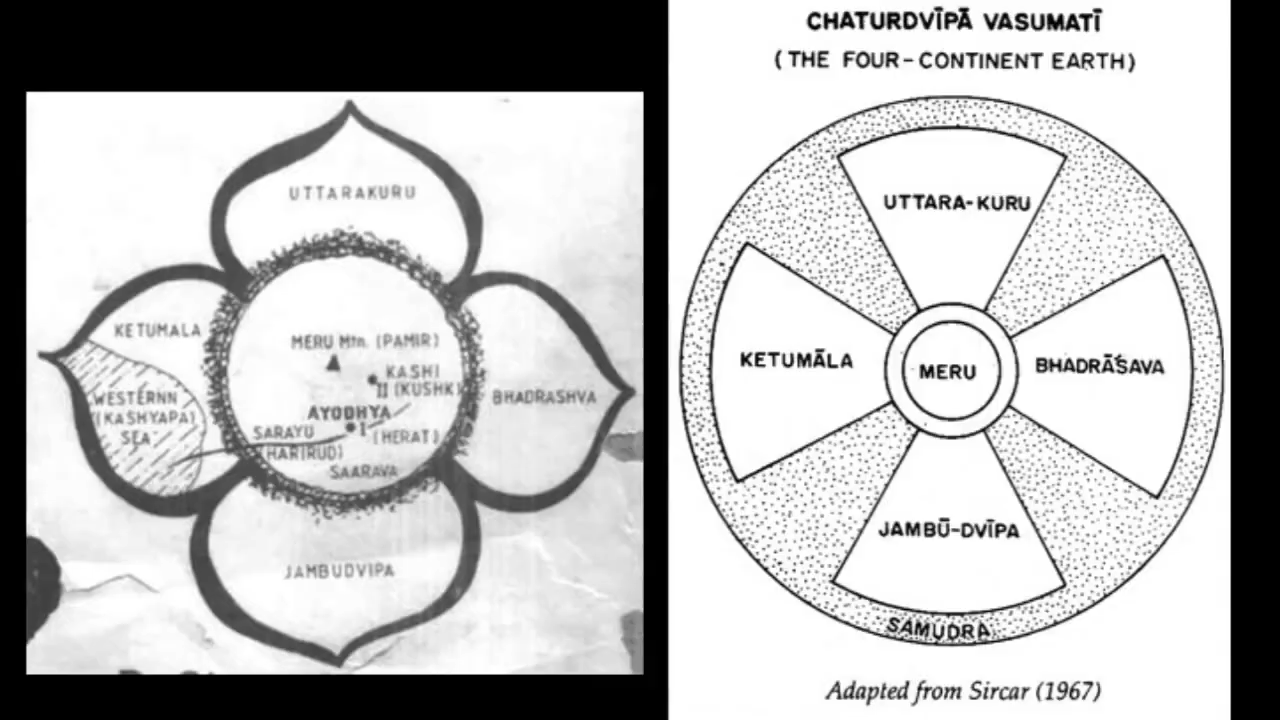 UTTARAKURU
KETUMALA
MERU Mtn. (PAMIR)
KASHI
II (KUSHK)
BHADRASHVA
WESTERNN
(KASHYAPA)
SEA
AYODHYA
I (HERAT)
SARAYU
(HARIRUD)
SAARAVA
JAMBUDVIPA
CHATURDVĪPĀ VASUMATĪ
(THE FOUR-CONTINENT EARTH)
UTTARA-KURU
KETUMĀLA
MERU
BHADRĀŚAVA
JAMBŪ-DVĪPA
SAMUDRA
Adapted from Sircar (1967)